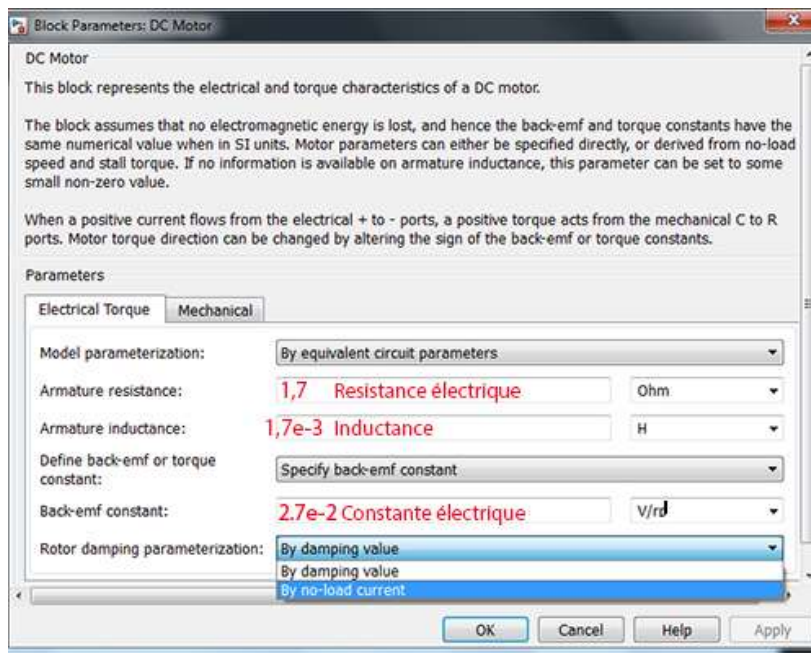 Block Parameters: DC Motor
DC Motor
This block represents the electrical and torque characteristics of a DC motor.
The block assumes that no electromagnetic energy is lost, and hence the back-emf and torque constants have the
same numerical value when in SI units. Motor parameters can either be specified directly, or derived from no-load
speed and stall torque. If no information is available on armature inductance, this parameter can be set to some
small non-zero value.
When a positive current flows from the electrical + to - ports, a positive torque acts from the mechanical C to R
ports. Motor torque direction can be changed by altering the sign of the back-emf or torque constants.
Parameters
Electrical Torque Mechanical
Model parameterization: By equivalent circuit parameters
Armature resistance: 1,7 Resistance électrique Ohm
Armature inductance: 1,7e-3 Inductance H
Define back-emf or torque
constant: Specify back-emf constant
Back-emf constant: 2.7e-2 Constante électrique
Rotor damping parameterization: By damping value
By damping value
By no-load current
OK Cancel Help Apply